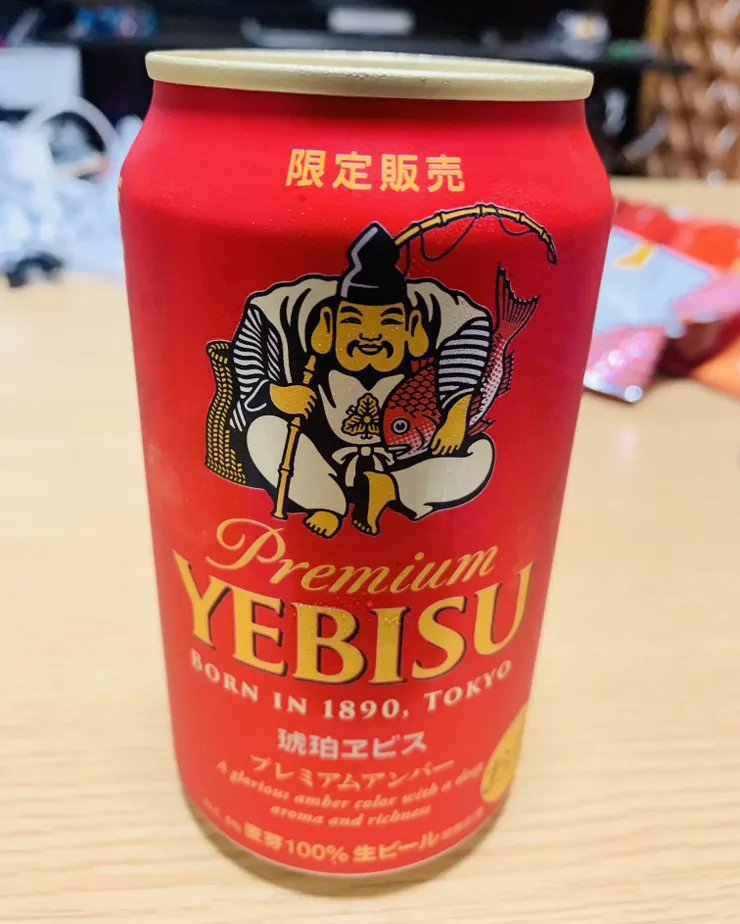 限定販売
Premium
YEBISU
BORN IN 1890, TOKYO
琥珀ヱビス
プレミアムアンバー
A glorious amber color with a deep
aroma and richness
麦芽100% 生ビール